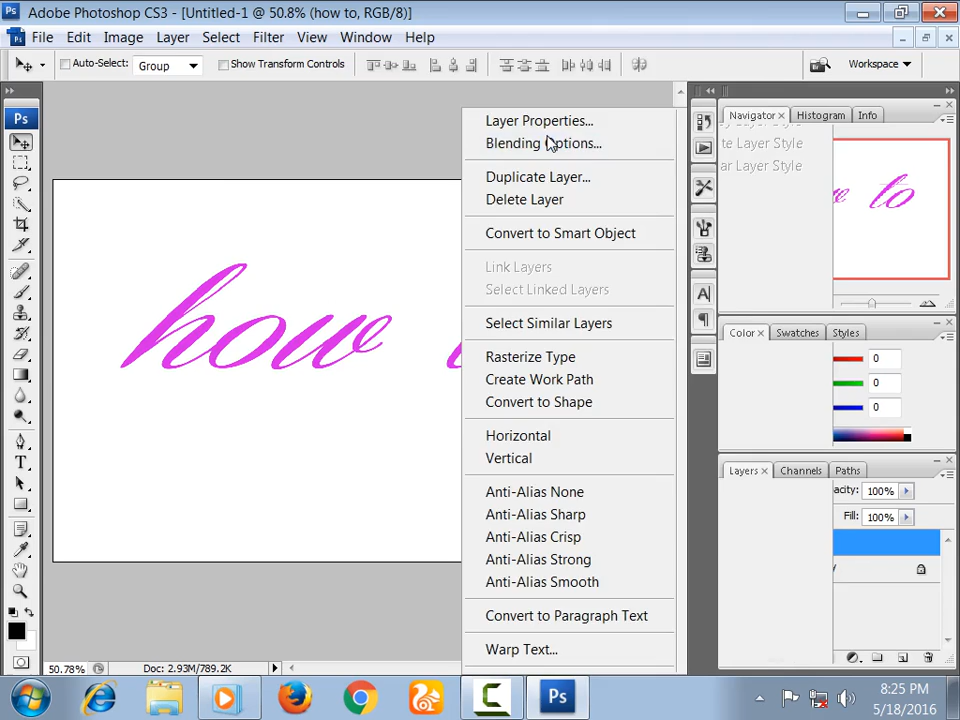 Adobe Photoshop CS3 - [Untitled-1 @ 50.8% (how to, RGB/8)]
File Edit Image Layer Select Filter View Window Help
Auto-Select: Group Show Transform Controls Workspace
Ps
Navigator Histogram Info
Layer Properties...
Blending Options...
te Layer Style
ar Layer Style
Duplicate Layer...
Delete Layer
Convert to Smart Object
Link Layers
Select Linked Layers
Select Similar Layers
Rasterize Type
Create Work Path
Convert to Shape
Horizontal
Vertical
Anti-Alias None
Anti-Alias Sharp
Anti-Alias Crisp
Anti-Alias Strong
Anti-Alias Smooth
Convert to Paragraph Text
Warp Text...
how
to
Color Swatches Styles
0
0
0
Layers Channels Paths
acity: 100%
Fill: 100%
50.78% Doc: 2.93M/789.2K
Ps
8:25 PM
5/18/2016